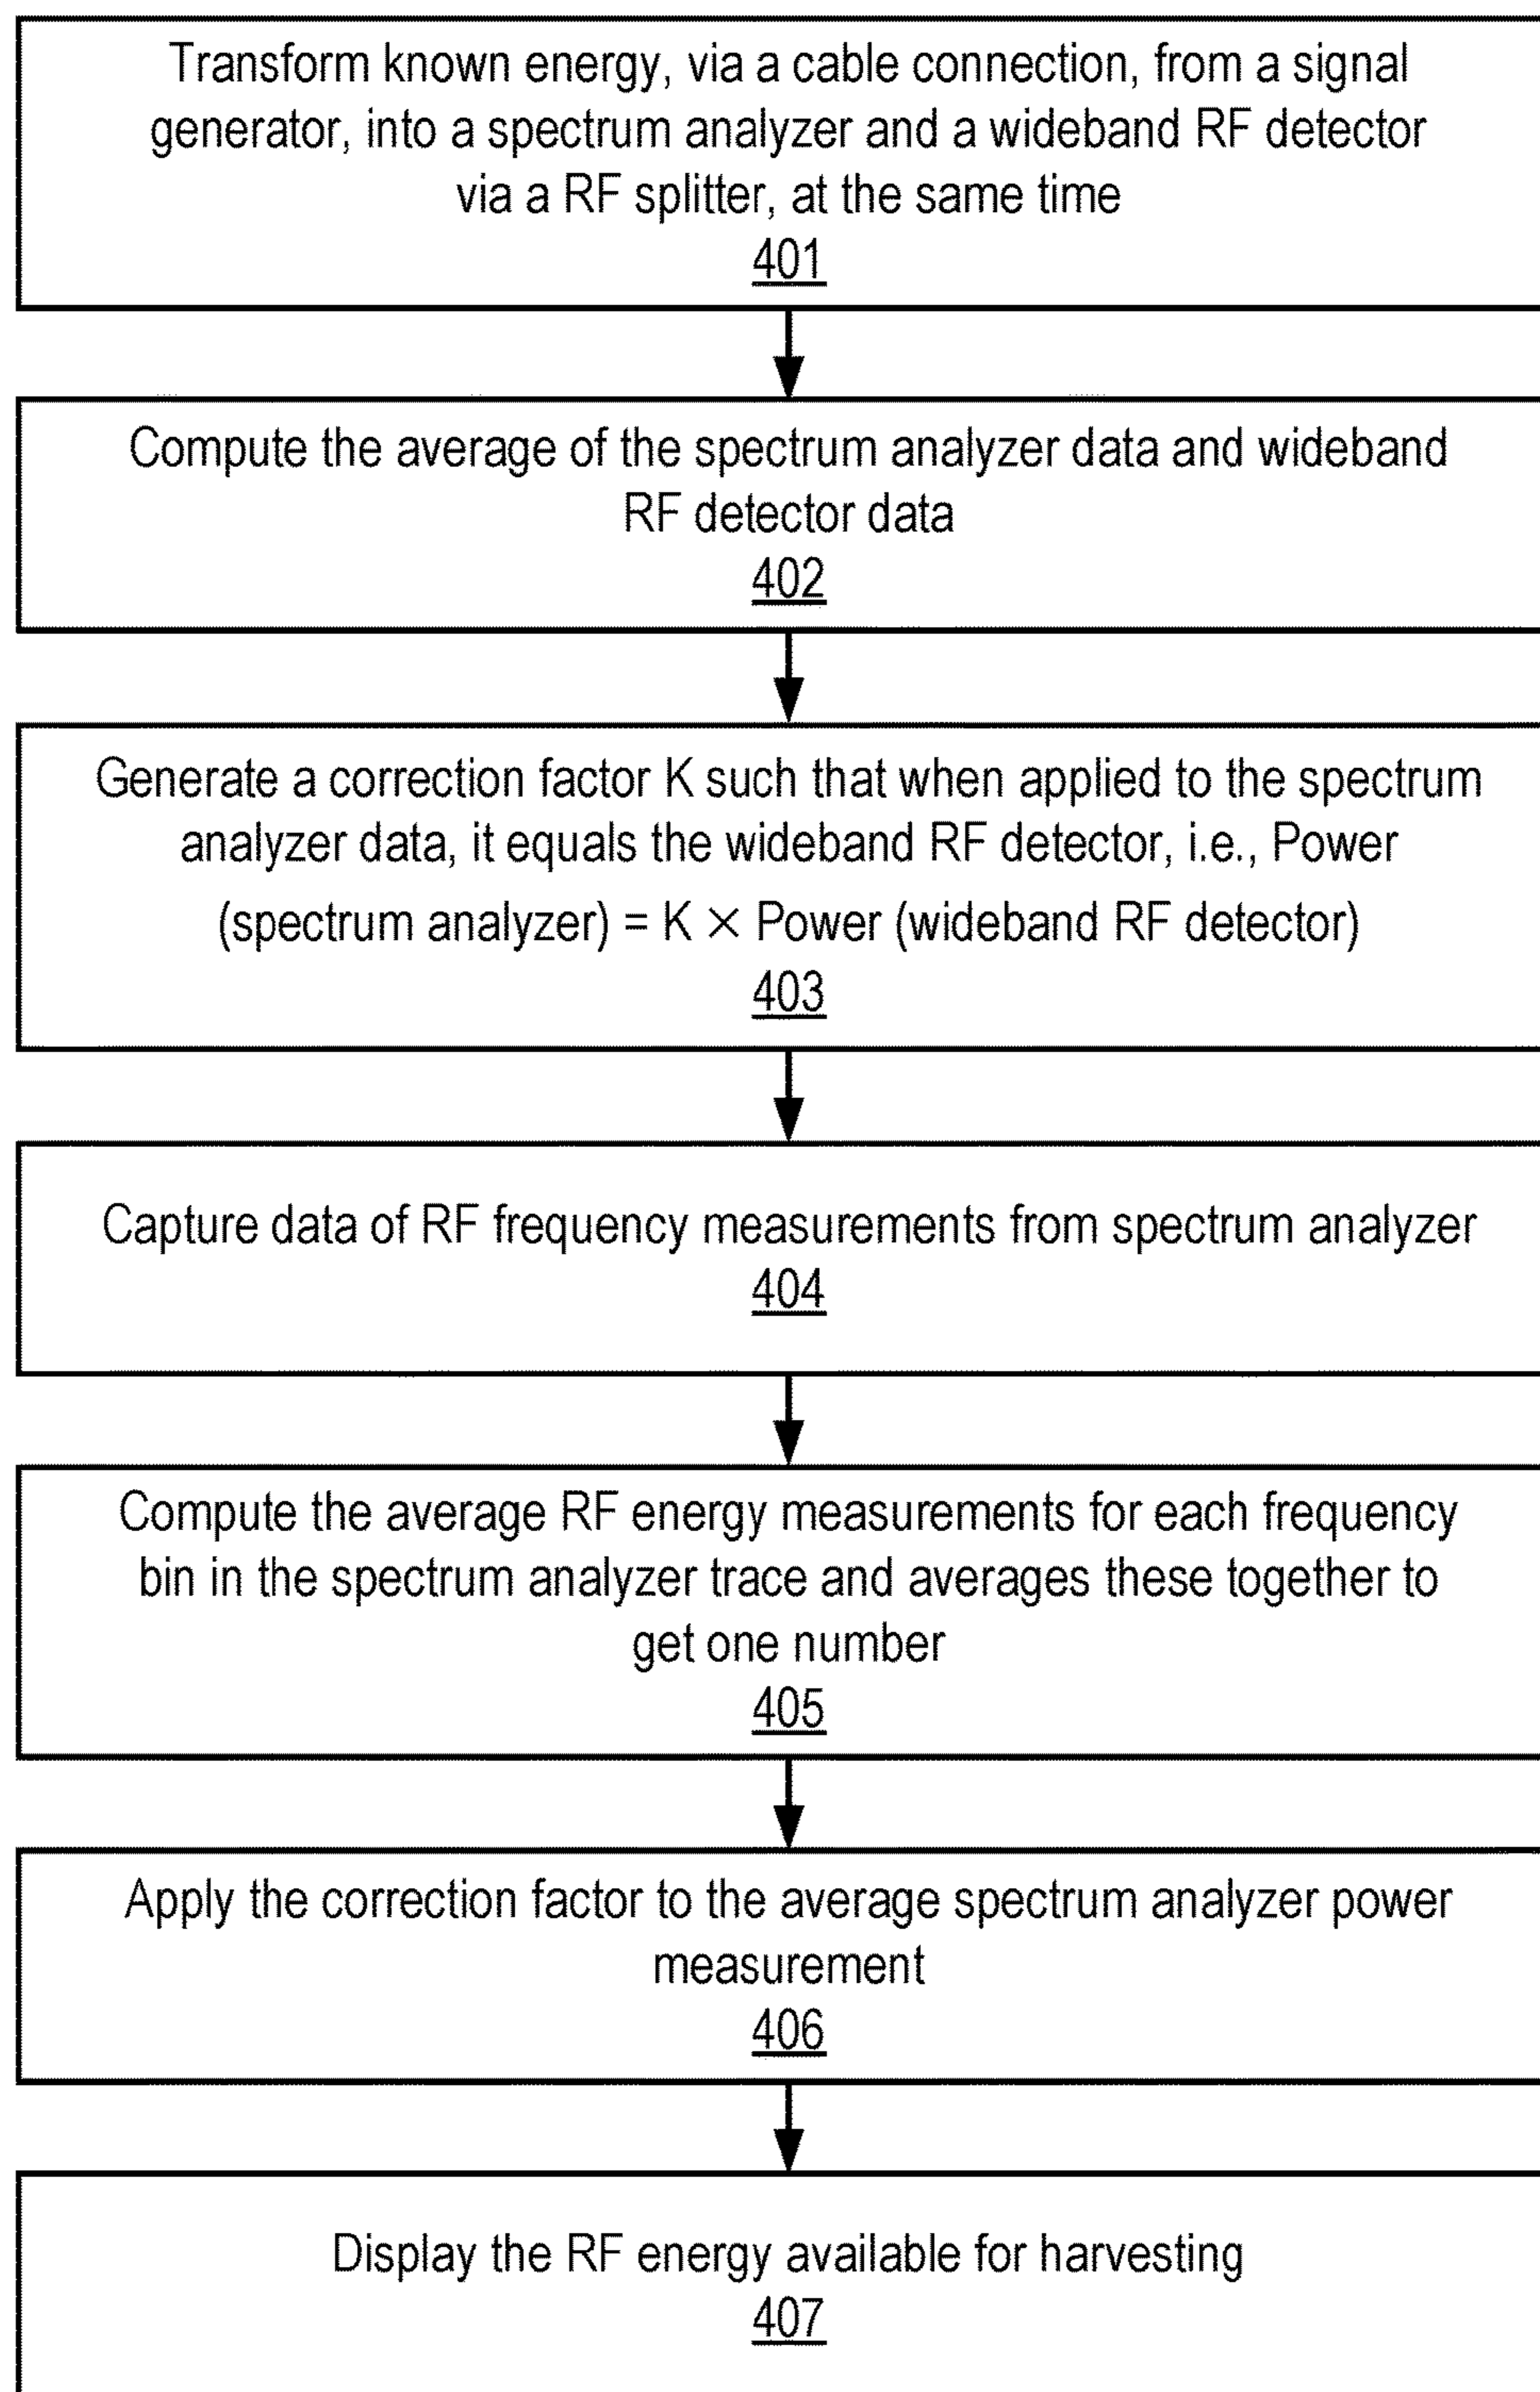 Transform known energy, via a cable connection, from a signal
generator, into a spectrum analyzer and a wideband RF detector
via a RF splitter, at the same time
401
Compute the average of the spectrum analyzer data and wideband
RF detector data
402
Generate a correction factor K such that when applied to the spectrum
analyzer data, it equals the wideband RF detector, i.e., Power
(spectrum analyzer) = K × Power (wideband RF detector)
403
Capture data of RF frequency measurements from spectrum analyzer
404
Compute the average RF energy measurements for each frequency
bin in the spectrum analyzer trace and averages these together to
get one number
405
Apply the correction factor to the average spectrum analyzer power
measurement
406
Display the RF energy available for harvesting
407